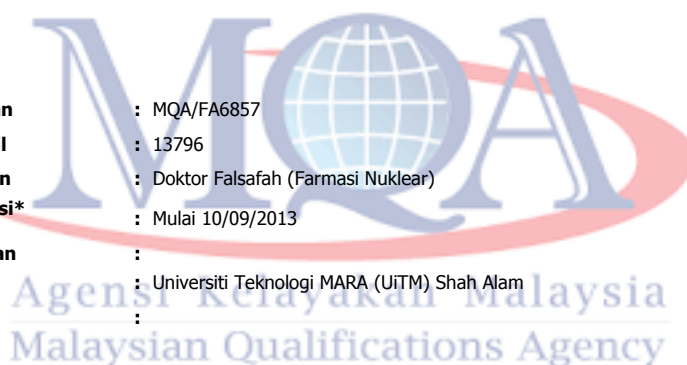 MQA
an : MQA/FA6857
l : 13796
n : Doktor Falsafah (Farmasi Nuklear)
si* : Mulai 10/09/2013
an :
: Universiti Teknologi MARA (UiTM) Shah Alam
:
Agensi Kelayakan Malaysia
Malaysian Qualifications Agency